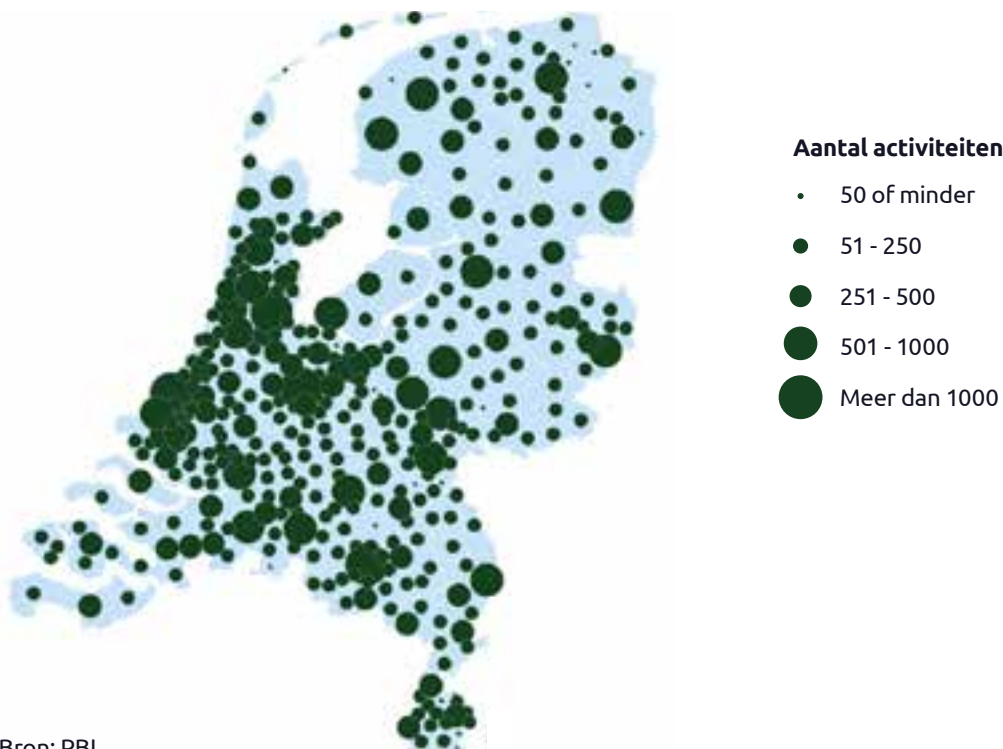 Aantal activiteiten
50 of minder
51 - 250
251 - 500
501 - 1000
Meer dan 1000
Bron: PBL